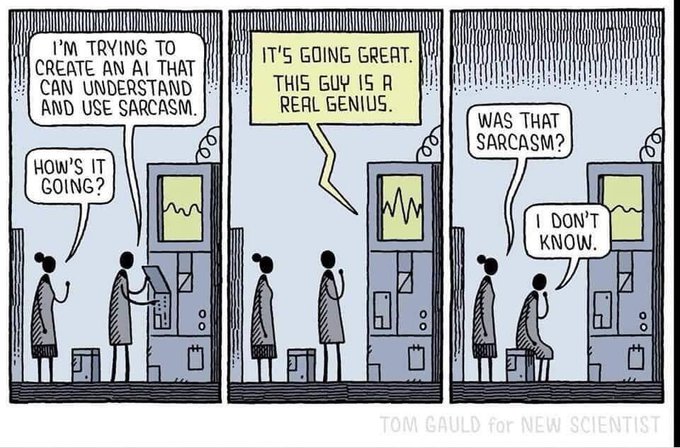 I'M TRYING TO
CREATE AN AI THAT
CAN UNDERSTAND
AND USE SARCASM.
HOW'S IT
GOING?
IT'S GOING GREAT.
THIS GUY IS A
REAL GENIUS.
WAS THAT
SARCASM?
I DON'T
KNOW.
TOM GAULD for NEW SCIENTIST